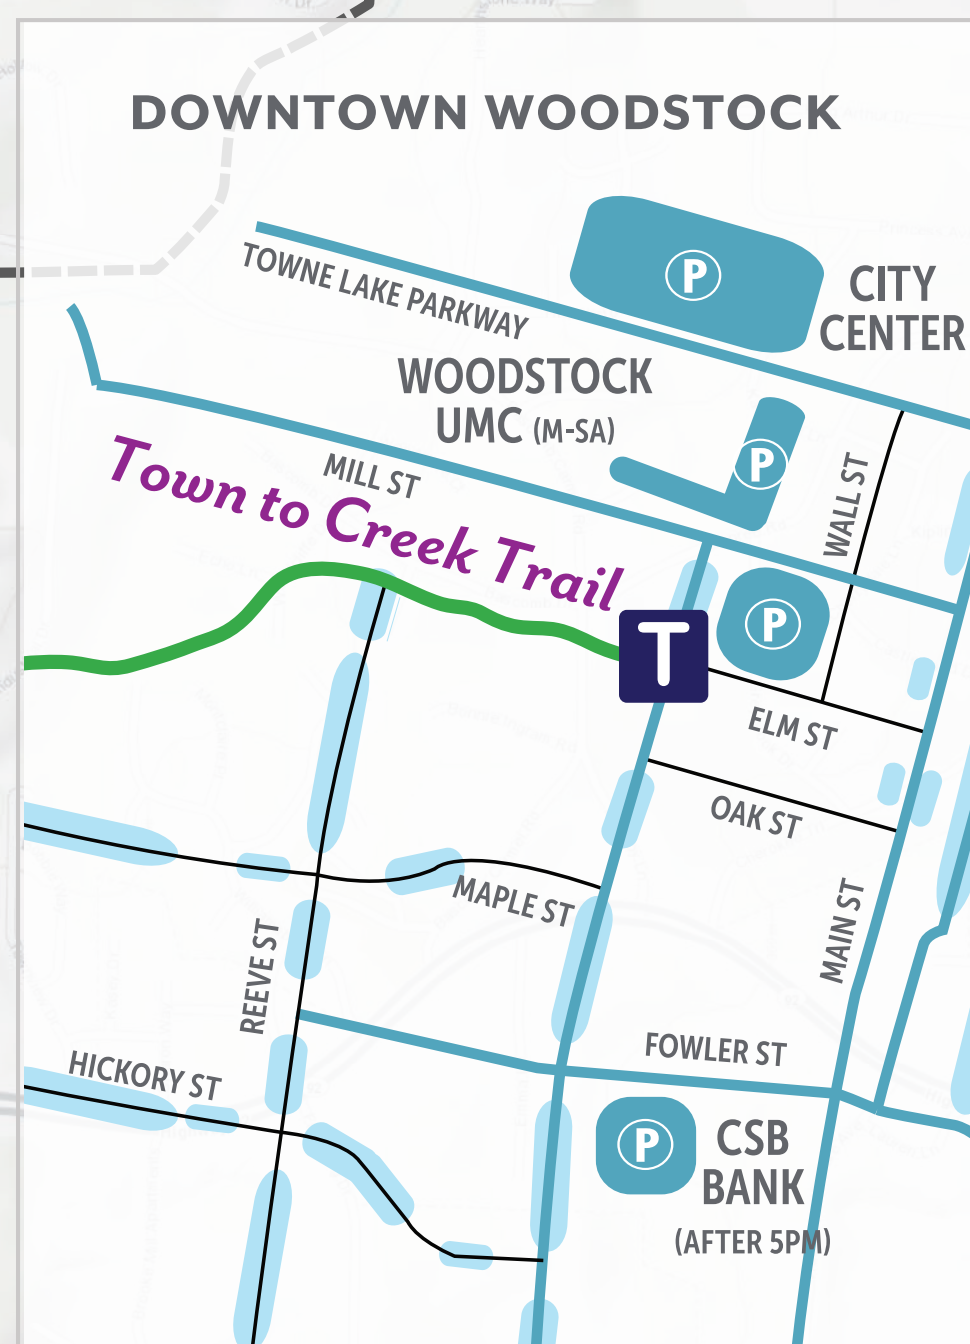 DOWNTOWN WOODSTOCK
P
CITY
CENTER
TOWNE LAKE PARKWAY
WOODSTOCK
UMC (M-SA)
P
MILL ST
WALL ST
Town to Creek Trail
P
T
ELM ST
OAK ST
MAPLE ST
MAIN ST
REEVE ST
FOWLER ST
HICKORY ST
P
CSB
BANK
(AFTER 5PM)